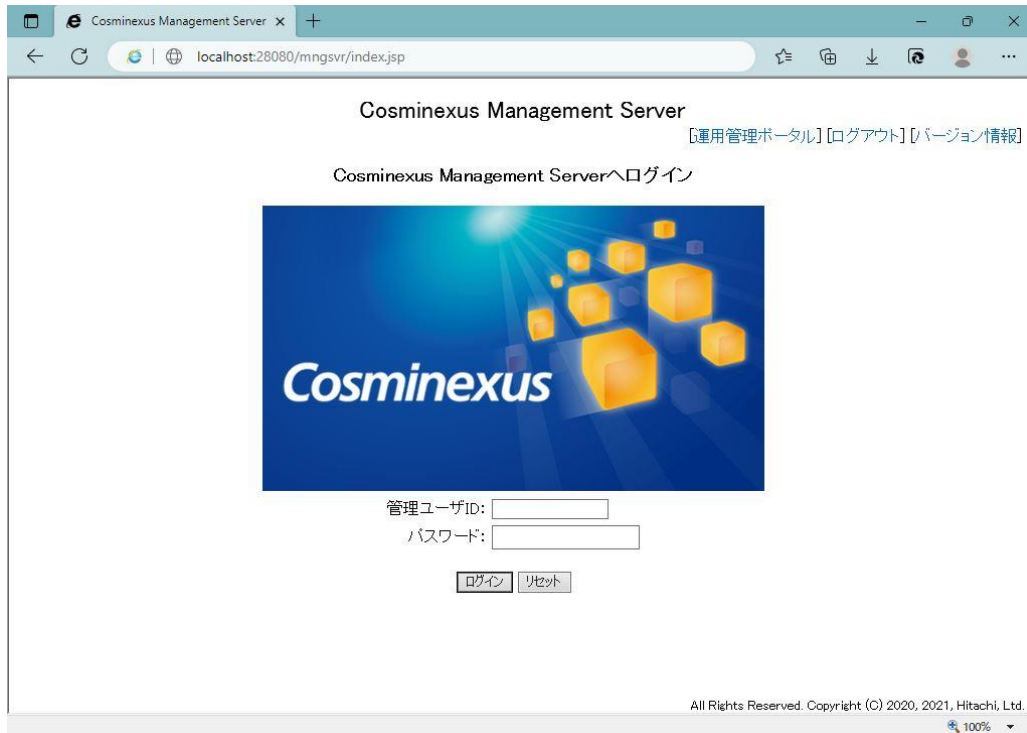 Cosminexus Management Server
localhost:28080/mngsvr/index.jsp
Cosminexus Management Server
[運用管理ポータル] [ログアウト] [バージョン情報]
Cosminexus Management Serverへログイン
Cosminexus
管理ユーザID:
パスワード:
ログイン リセット
All Rights Reserved. Copyright (C) 2020, 2021, Hitachi, Ltd.
100%